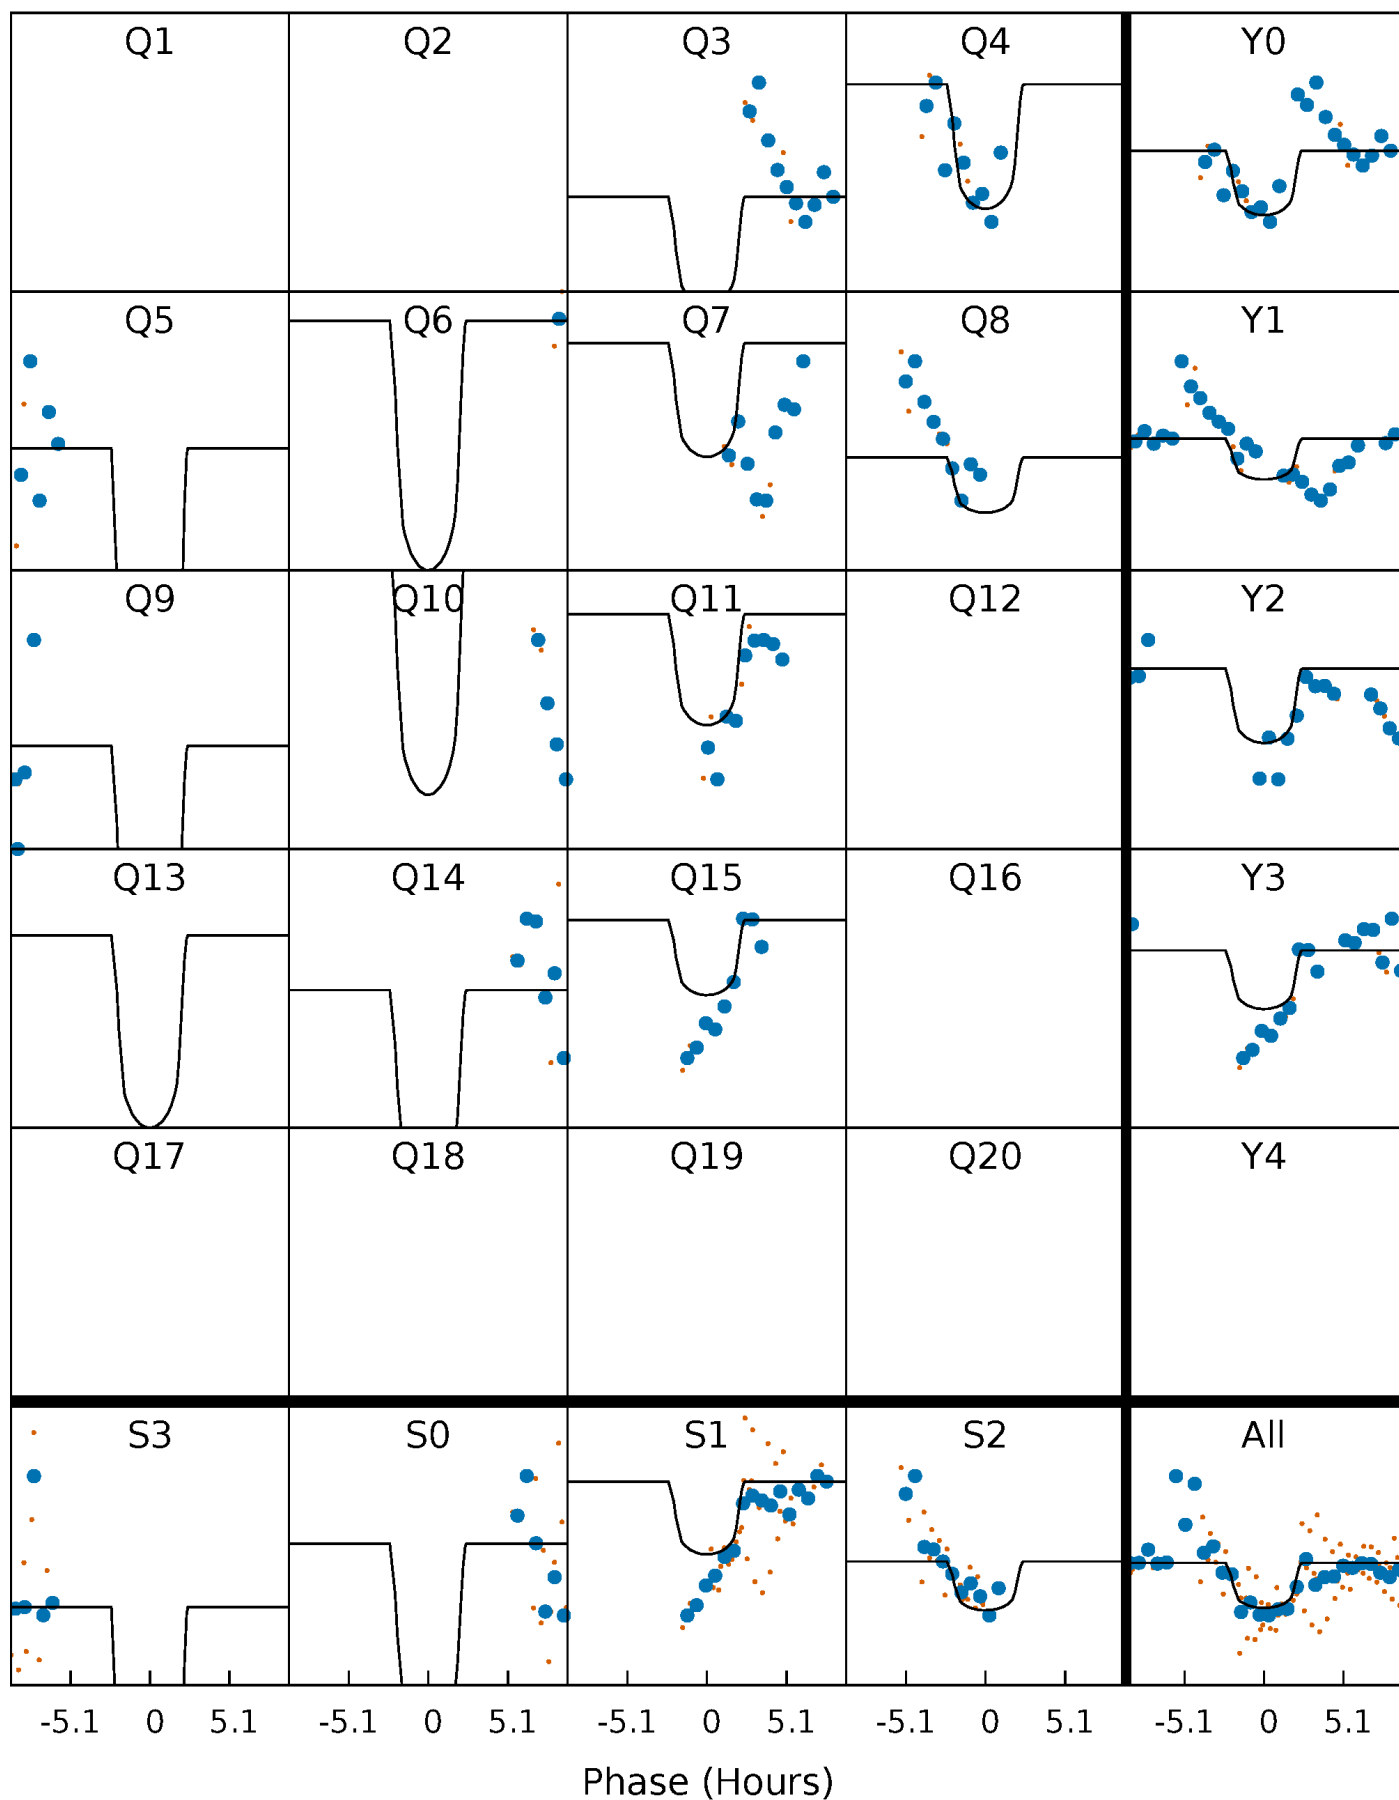 Q1 Q2 Q3 Q4 Y0
Q5 Q6 Q7 Q8 Y1
Q9 Q10 Q11 Q12 Y2
Q13 Q14 Q15 Q16 Y3
Q17 Q18 Q19 Q20 Y4
S3 S0 S1 S2 All
-5.1 0 5.1 -5.1 0 5.1 -5.1 0 5.1 -5.1 0 5.1 -5.1 0 5.1
Phase (Hours)